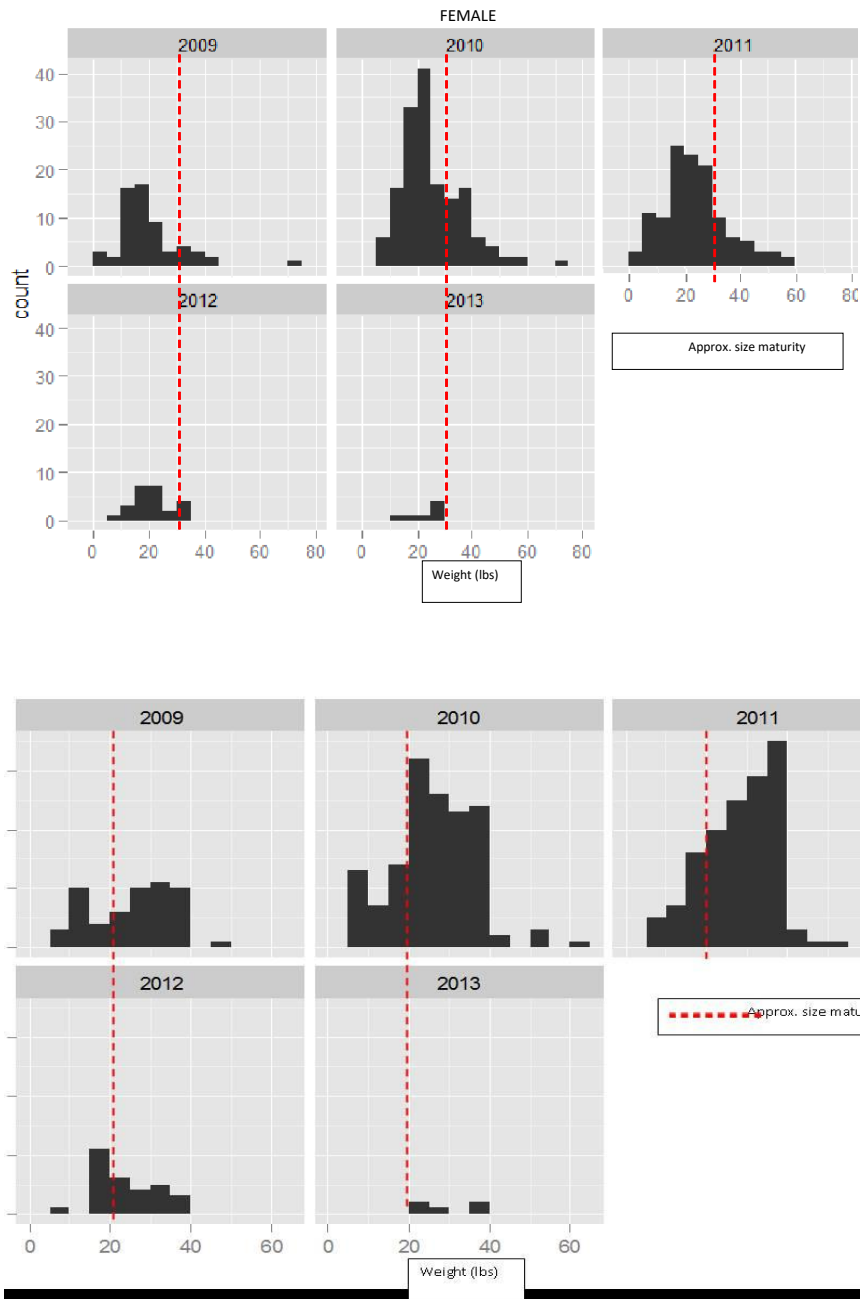 FEMALE
2009 2010 2011
40
30
20
10
0
count
0 20 40 60 80
2012 2013
Approx. size maturity
40
30
20
10
0
0 20 40 60 80 0 20 40 60 80
Weight (lbs)
2009 2010 2011
2012 2013
Approx. size matu
0 20 40 60 0 20 40 60
Weight (lbs)